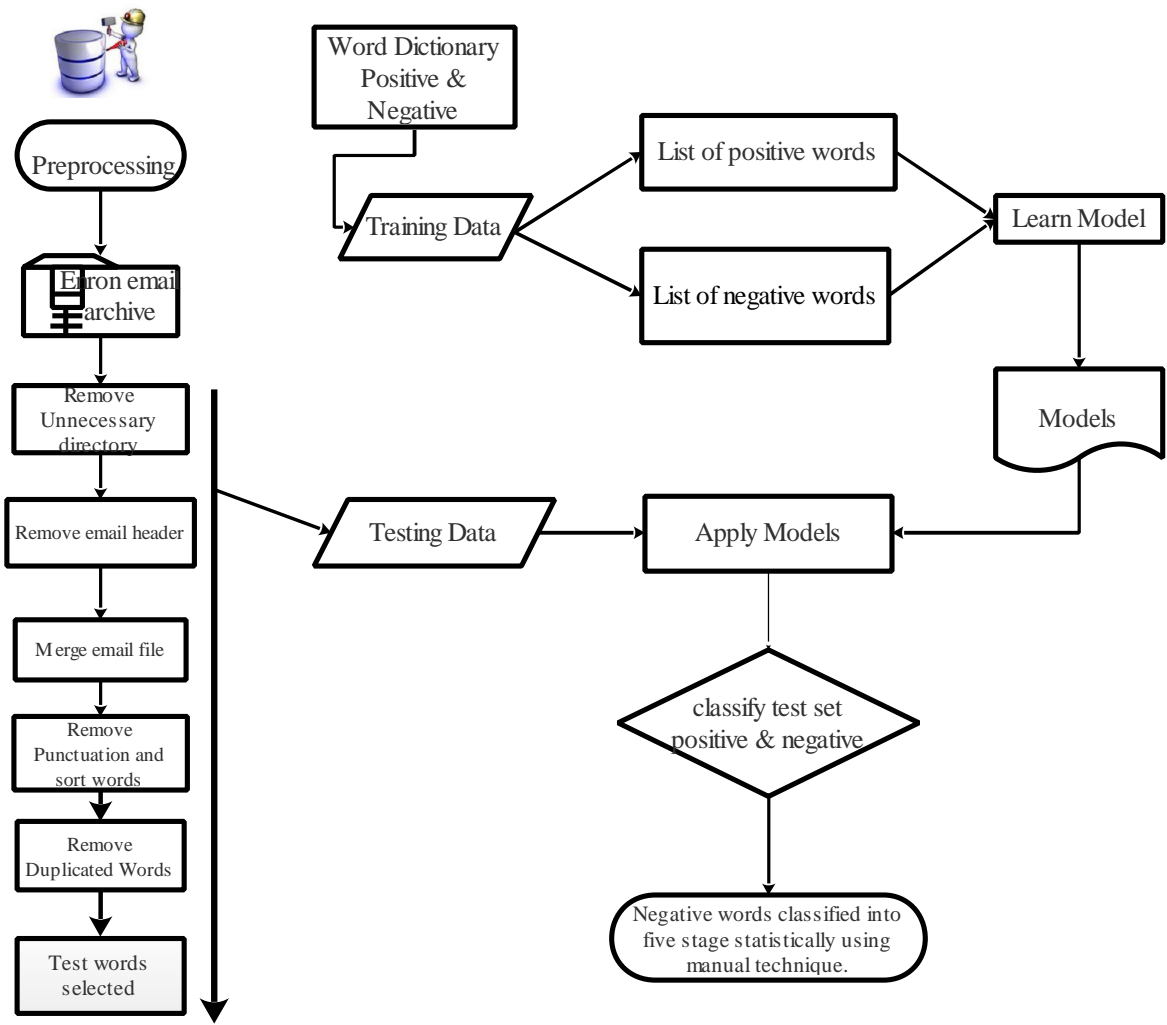 Preprocessing
Enron email
archive
Remove
Unnecessary
directory
Remove email header
Merge email file
Remove
Punctuation and
sort words
Remove
Duplicated Words
Test words
selected
Word Dictionary
Positive &
Negative
Training Data
List of positive words
List of negative words
Learn Model
Models
Testing Data
Apply Models
classify test set
positive & negative
Negative words classified into
five stage statistically using
manual technique.